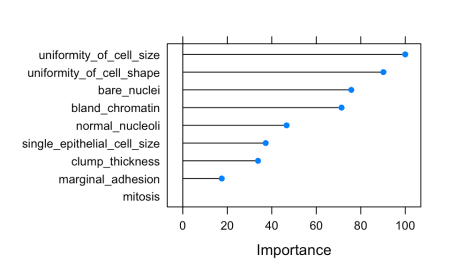 uniformity_of_cell_size
uniformity_of_cell_shape
bare_nuclei
bland_chromatin
normal_nucleoli
single_epithelial_cell_size
clump_thickness
marginal_adhesion
mitosis
0 20 40 60 80 100
Importance